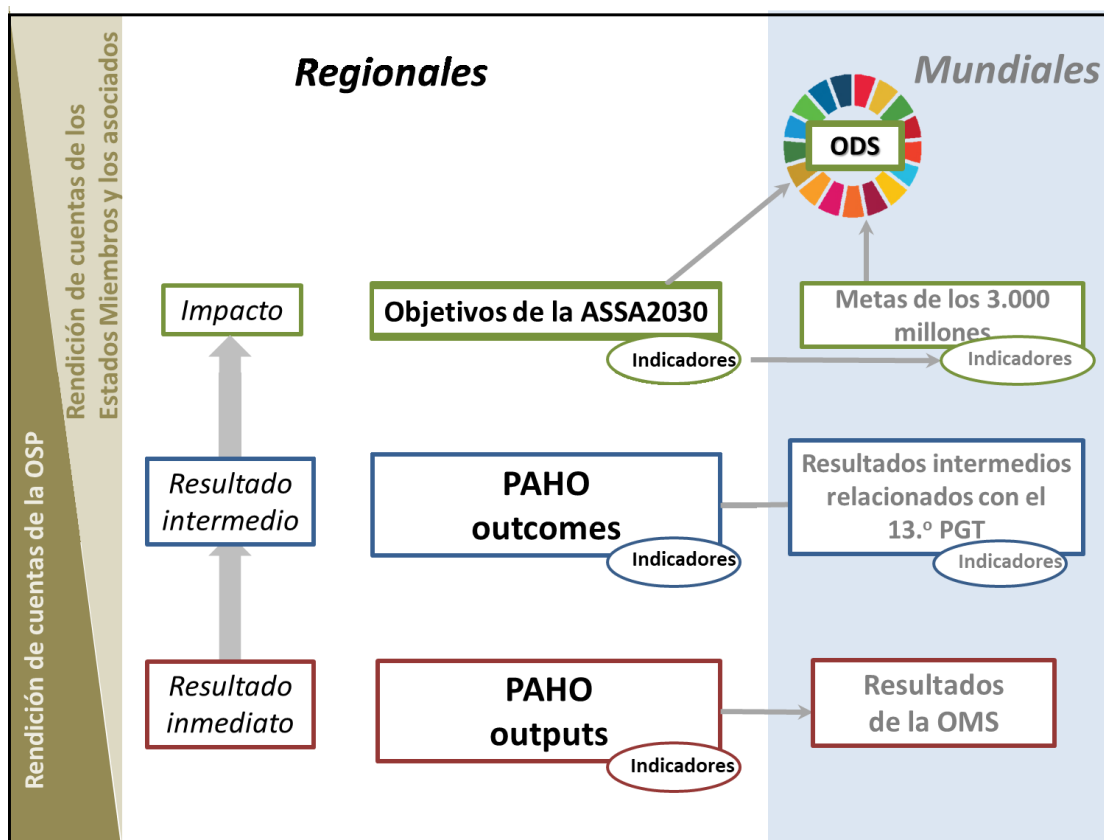 Rendición de cuentas de la OSP
Rendición de cuentas de los
Estados Miembros y los asociados
Regionales
Mundiales
ODS
Impacto
Objetivos de la ASSA2030
Indicadores
Metas de los 3.000
millones
Indicadores
Resultado
intermedio
PAHO
outcomes
Indicadores
Resultados intermedios
relacionados con el
13.º PGT
Indicadores
Resultado
inmediato
PAHO
outputs
Indicadores
Resultados
de la OMS